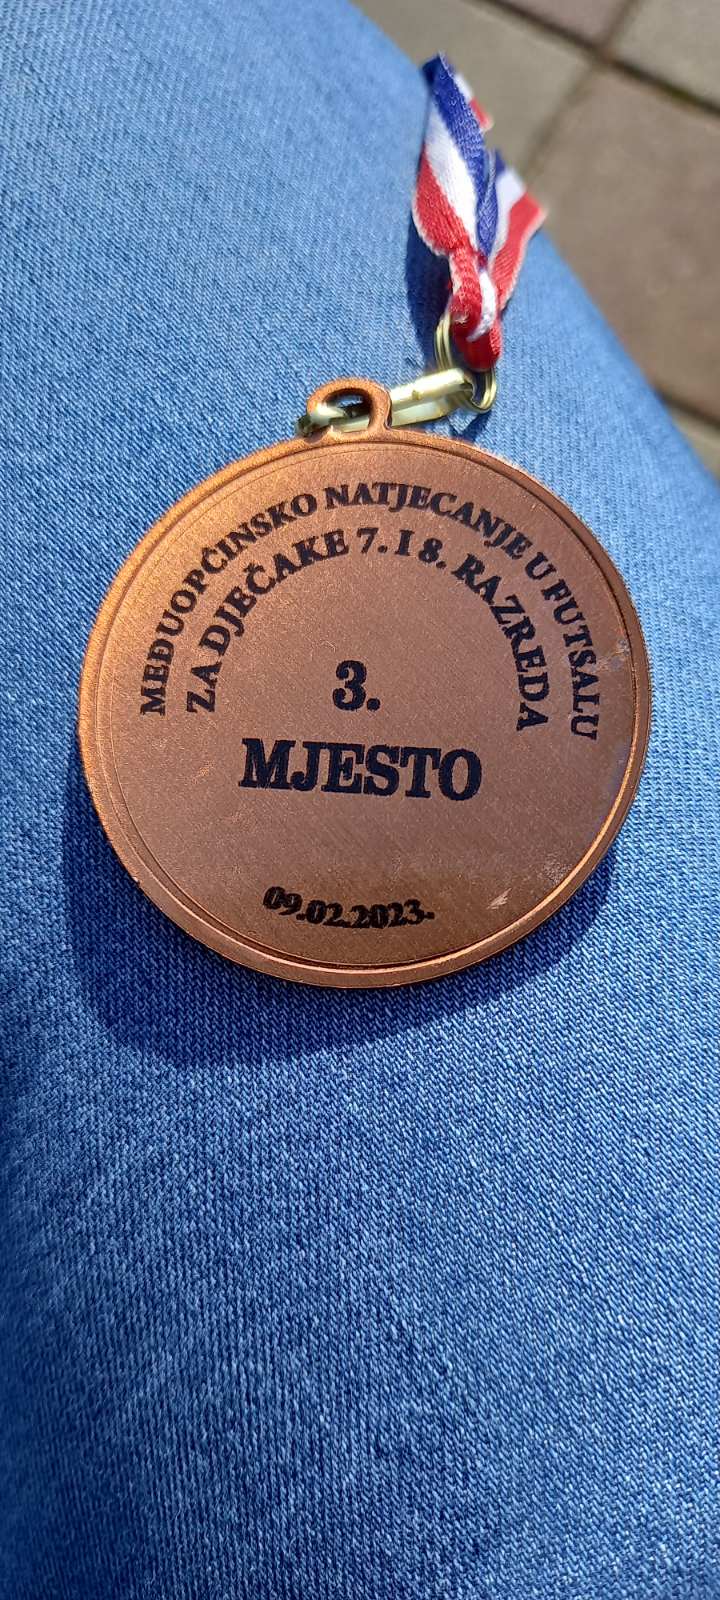 MEĐUOPĆINSKO NATJECANJE U FUTSALU
ZA DJEČAKE 7. I 8. RAZREDA
3.
MJESTO
09.02.2023.